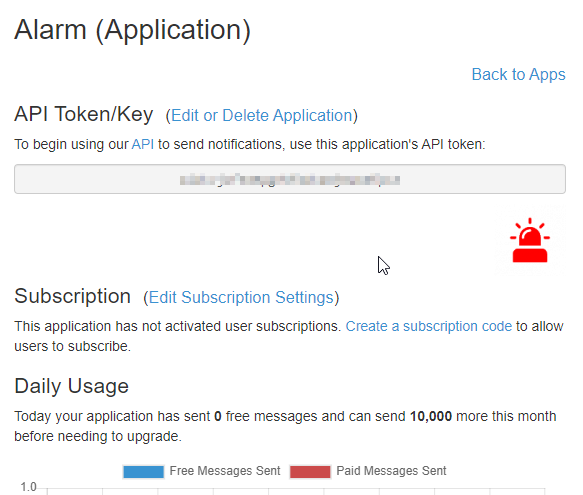 Alarm (Application)
Back to Apps
API Token/Key (Edit or Delete Application)
To begin using our API to send notifications, use this application's API token:
Subscription (Edit Subscription Settings)
This application has not activated user subscriptions. Create a subscription code to allow
users to subscribe.
Daily Usage
Today your application has sent 0 free messages and can send 10,000 more this month
before needing to upgrade.
Free Messages Sent Paid Messages Sent
1.0